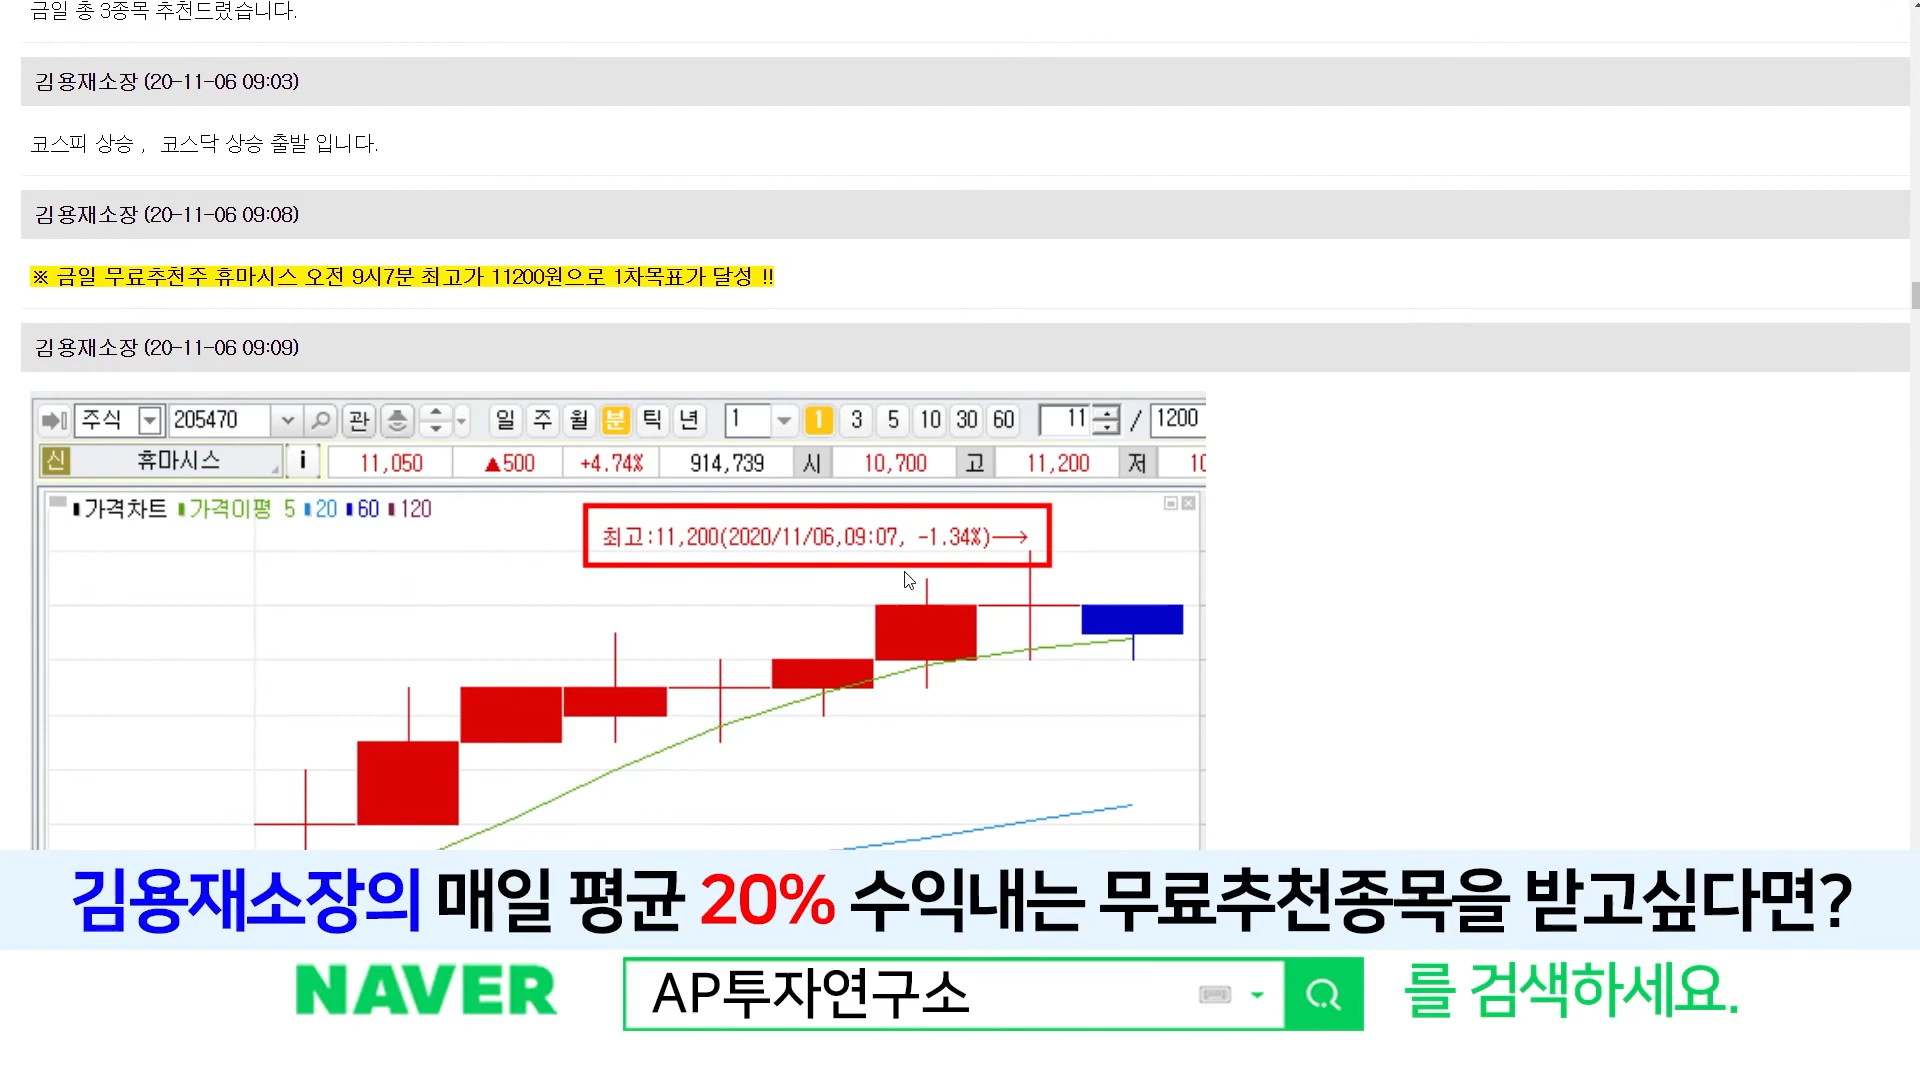 금일 총 3종목 추천드렸습니다.
김용재소장 (20-11-06 09:03)
코스피 상승 , 코스닥 상승 출발 입니다.
김용재소장 (20-11-06 09:08)
※ 금일 무료추천주 휴마시스 오전 9시7분 최고가 11200원으로 1차목표가 달성 !!
김용재소장 (20-11-06 09:09)
주식 205470 관 일 주 월 분 틱 년 1 1 3 5 10 30 60 11 / 1200
신 휴마시스 i 11,050 ▲500 +4.74% 914,739 시 10,700 고 11,200 저 10
가격차트 가격이평 5 20 60 120
최고:11,200(2020/11/06,09:07, -1.34%)→
김용재소장의 매일 평균 20% 수익내는 무료추천종목을 받고싶다면?
NAVER AP투자연구소 를 검색하세요.